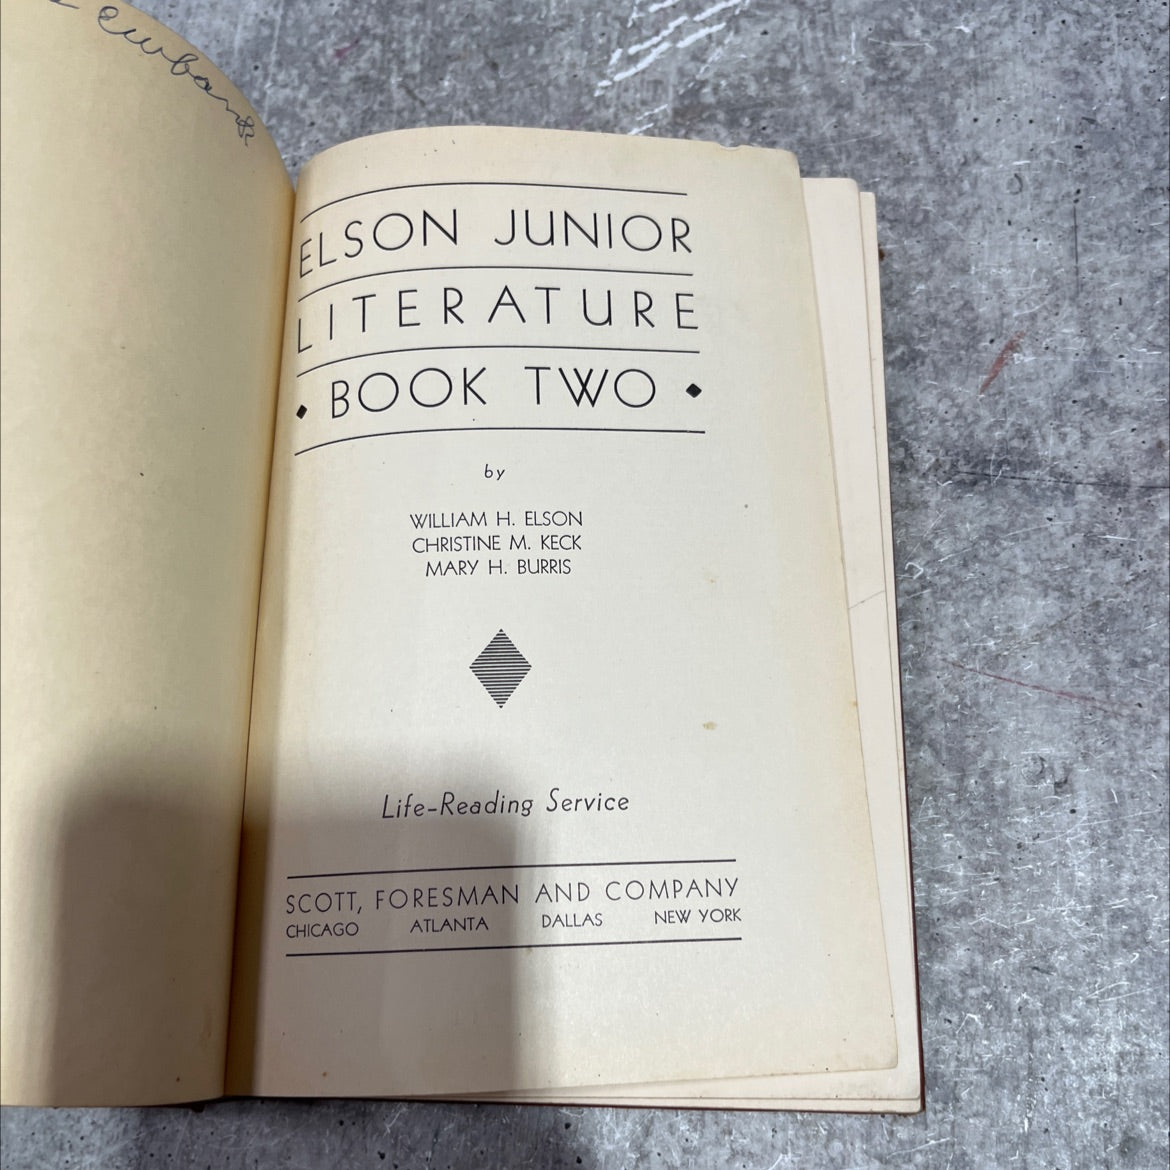 Ewbank
ELSON JUNIOR
LITERATURE
• BOOK TWO •
by
WILLIAM H. ELSON
CHRISTINE M. KECK
MARY H. BURRIS
Life-Reading Service
SCOTT, FORESMAN AND COMPANY
CHICAGO ATLANTA DALLAS NEW YORK